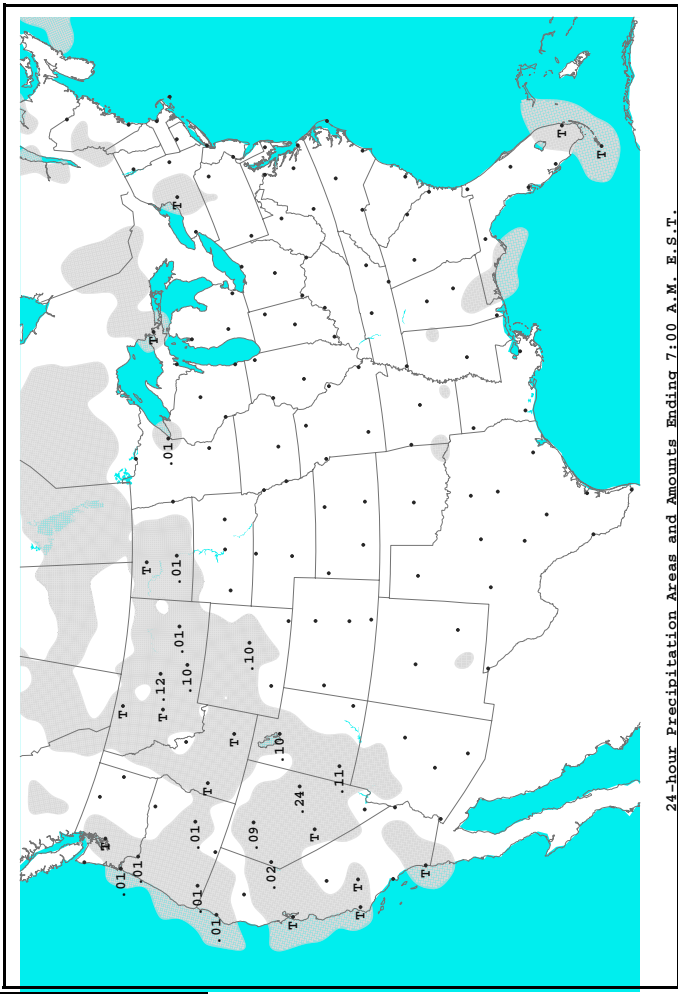 T
.01
T
.01
T
T
.12
T
.01
.01
T
.01
.10
.01
.01
T
.01
T
.10
.09
.02
.10
T
.24
T
.11
T
T
T
T
T
24-hour Precipitation Areas and Amounts Ending 7:00 A.M. E.S.T.